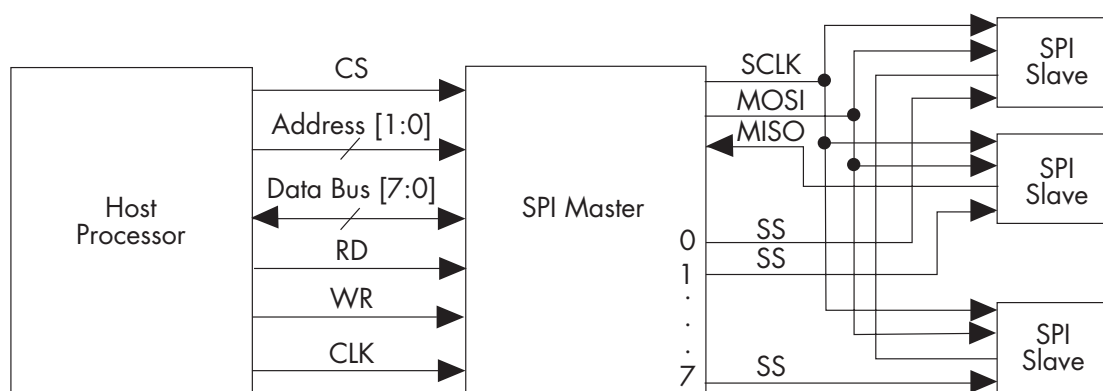 Host
Processor
CS
Address [1:0]
Data Bus [7:0]
RD
WR
CLK
SPI Master
0
1
.
.
.
.
7
SCLK
MOSI
MISO
SS
SS
SS
SPI
Slave
SPI
Slave
SPI
Slave